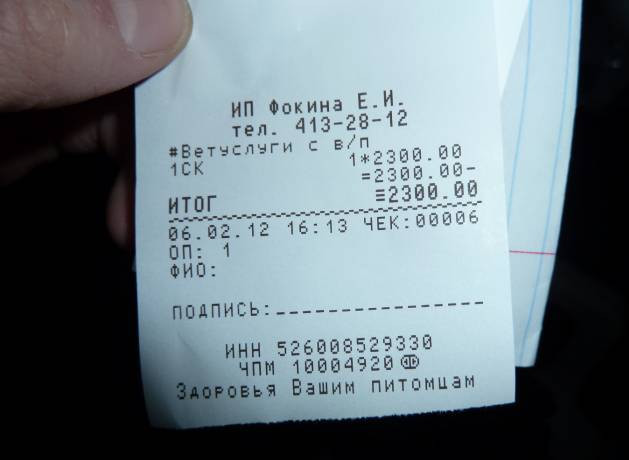 ИП Фокина Е.И.
тел. 413-28-12
#Ветуслуги с в/п
1*2300.00
1СК =2300.00-
ИТОГ ≡2300.00
06.02.12 16:13 ЧЕК:00006
ОП: 1
ФИО:
ПОДПИСЬ:________________
ИНН 526008529330
ЧПМ 10004920
Здоровья Вашим питомцам